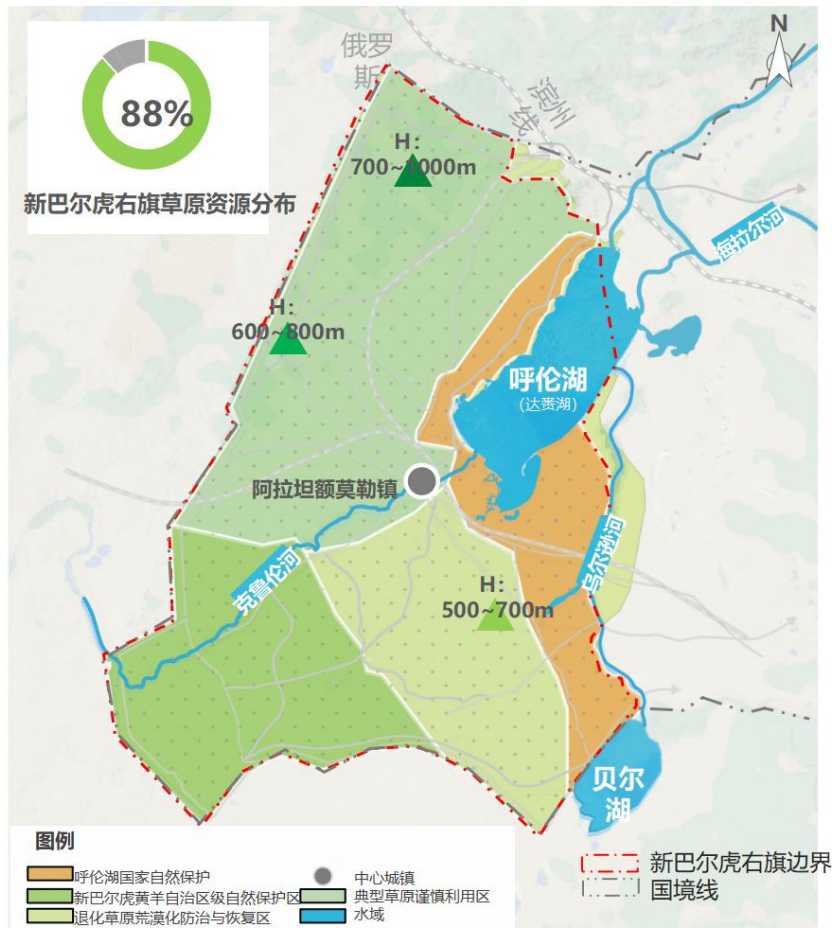 88%
新巴尔虎右旗草原资源分布
俄罗
斯
滨州
线
N
H:
700~1000m
海拉尔河
H:
600~800m
呼伦湖
(达赉湖)
阿拉坦额莫勒镇
克鲁伦河
乌尔逊河
H:
500~700m
贝尔
湖
图例
呼伦湖国家自然保护
新巴尔虎黄羊自治区级自然保护区
退化草原荒漠化防治与恢复区
中心城镇
典型草原谨慎利用区
水域
新巴尔虎右旗边界
国境线